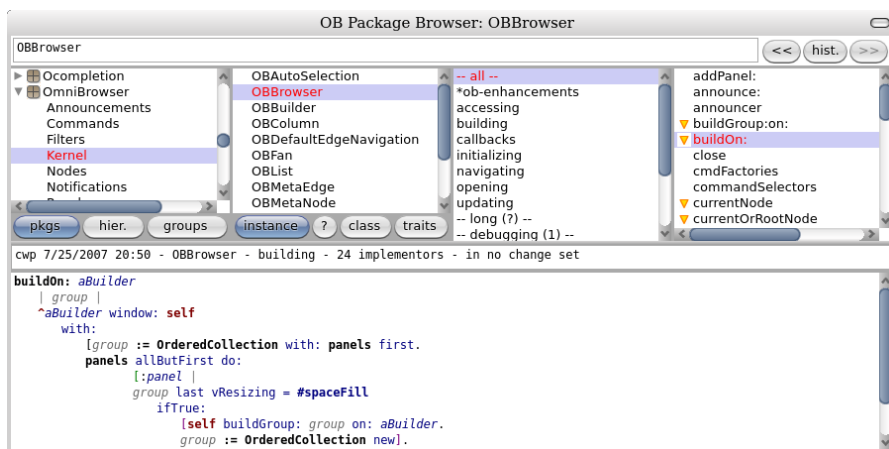 OB Package Browser: OBBrowser
OBBrowser
<<
hist.
>>
Ocompletion
OmniBrowser
Announcements
Commands
Filters
Kernel
Nodes
Notifications
OBAutoSelection
OBBrowser
OBBuilder
OBColumn
OBDefaultEdgeNavigation
OBFan
OBList
OBMetaEdge
OBMetaNode
-- all --
*ob-enhancements
accessing
building
callbacks
initializing
navigating
opening
updating
-- long (?) --
-- debugging (1) --
addPanel:
announce:
announcer
buildGroup:on:
buildOn:
close
cmdFactories
commandSelectors
currentNode
currentOrRootNode
pkgs
hier.
groups
instance
?
class
traits
cwp 7/25/2007 20:50 - OBBrowser - building - 24 implementors - in no change set
buildOn: aBuilder
| group |
^aBuilder window: self
with:
[group := OrderedCollection with: panels first.
panels allButFirst do:
[:panel |
group last vResizing = #spaceFill
ifTrue:
[self buildGroup: group on: aBuilder.
group := OrderedCollection new].